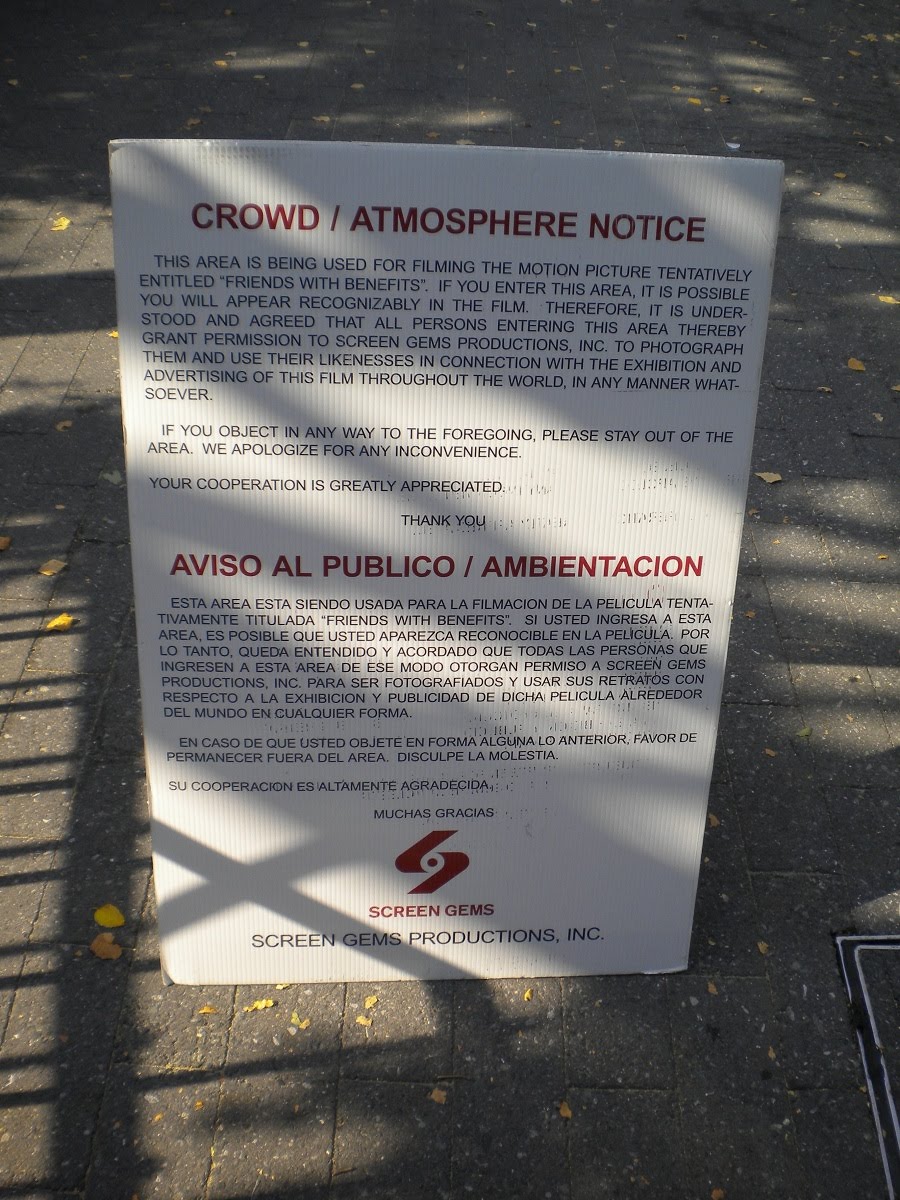 CROWD / ATMOSPHERE NOTICE
THIS AREA IS BEING USED FOR FILMING THE MOTION PICTURE TENTATIVELY
ENTITLED "FRIENDS WITH BENEFITS". IF YOU ENTER THIS AREA, IT IS POSSIBLE
YOU WILL APPEAR RECOGNIZABLY IN THE FILM. THEREFORE, IT IS UNDER-
STOOD AND AGREED THAT ALL PERSONS ENTERING THIS AREA THEREBY
GRANT PERMISSION TO SCREEN GEMS PRODUCTIONS, INC. TO PHOTOGRAPH
THEM AND USE THEIR LIKENESSES IN CONNECTION WITH THE EXHIBITION AND
ADVERTISING OF THIS FILM THROUGHOUT THE WORLD, IN ANY MANNER WHAT-
SOEVER.
IF YOU OBJECT IN ANY WAY TO THE FOREGOING, PLEASE STAY OUT OF THE
AREA. WE APOLOGIZE FOR ANY INCONVENIENCE.
YOUR COOPERATION IS GREATLY APPRECIATED.
THANK YOU
AVISO AL PUBLICO / AMBIENTACION
ESTA AREA ESTA SIENDO USADA PARA LA FILMACION DE LA PELICULA TENTA-
TIVAMENTE TITULADA "FRIENDS WITH BENEFITS". SI USTED INGRESA A ESTA
AREA, ES POSIBLE QUE USTED APAREZCA RECONOCIBLE EN LA PELICULA. POR
LO TANTO, QUEDA ENTENDIDO Y ACORDADO QUE TODAS LAS PERSONAS QUE
INGRESEN A ESTA AREA DE ESE MODO OTORGAN PERMISO A SCREEN GEMS
PRODUCTIONS, INC. PARA SER FOTOGRAFIADOS Y USAR SUS RETRATOS CON
RESPECTO A LA EXHIBICION Y PUBLICIDAD DE DICHA PELICULA ALREDEDOR
DEL MUNDO EN CUALQUIER FORMA.
EN CASO DE QUE USTED OBJETE EN FORMA ALGUNA LO ANTERIOR, FAVOR DE
PERMANECER FUERA DEL AREA. DISCULPE LA MOLESTIA.
SU COOPERACION ES ALTAMENTE AGRADECIDA.
MUCHAS GRACIAS
SCREEN GEMS
SCREEN GEMS PRODUCTIONS, INC.